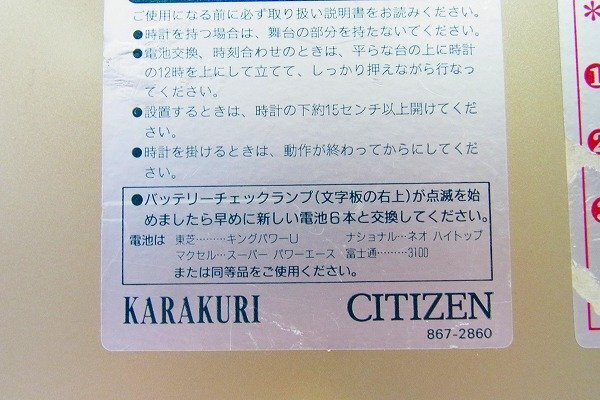 ご使用になる前に必ず取り扱い説明書をお読みください。
●時計を持つ場合は、舞台の部分を持たないでください。
●電池交換、時刻合わせのときは、平らな台の上に時計
の12時を上にして立てて、しっかり押えながら行なっ
てください。
●設置するときは、時計の下約15センチ以上開けてくだ
さい。
●時計を掛けるときは、動作が終わってからにしてくだ
さい。
●バッテリーチェックランプ(文字板の右上)が点滅を始
めましたら早めに新しい電池6本と交換してください。
電池は 東芝………キングパワーU ナショナル…ネオ ハイトップ
マクセル…スーパー パワーエース 富士通………3100
または同等品をご使用ください。
KARAKURI CITIZEN
867-2860
*
❶
❷